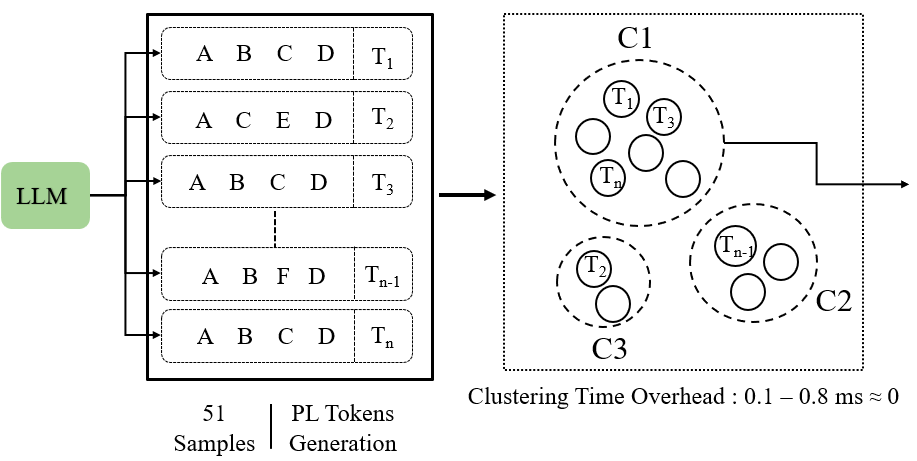 LLM
A B C D T1
A C E D T2
A B C D T3
A B F D Tn-1
A B C D Tn
51 Samples
PL Tokens Generation
C1
T1
T3
Tn
Tn-1
T2
C2
C3
Clustering Time Overhead : 0.1 – 0.8 ms ≈ 0